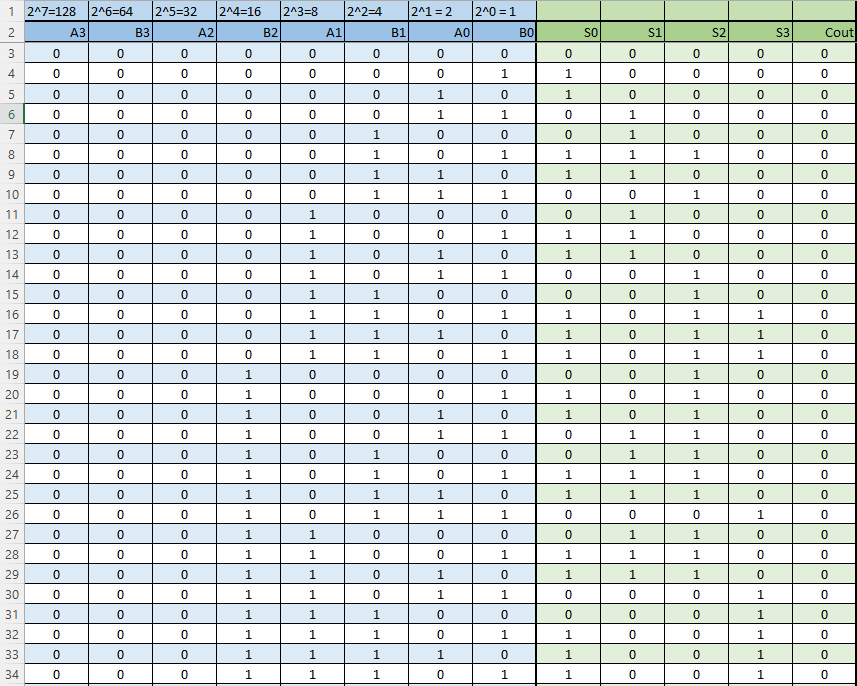 1 2^7=128 2^6=64 2^5=32 2^4=16 2^3=8 2^2=4 2^1 = 2 2^0 = 1
2 A3 B3 A2 B2 A1 B1 A0 B0 S0 S1 S2 S3 Cout
3 0 0 0 0 0 0 0 0 0 0 0 0 0
4 0 0 0 0 0 0 0 1 1 0 0 0 0
5 0 0 0 0 0 0 1 0 1 0 0 0 0
6 0 0 0 0 0 0 1 1 0 1 0 0 0
7 0 0 0 0 0 1 0 0 0 1 0 0 0
8 0 0 0 0 0 1 0 1 1 1 1 0 0
9 0 0 0 0 0 1 1 0 1 1 0 0 0
10 0 0 0 0 0 1 1 1 0 0 1 0 0
11 0 0 0 0 1 0 0 0 0 1 0 0 0
12 0 0 0 0 1 0 0 1 1 1 0 0 0
13 0 0 0 0 1 0 1 0 1 1 0 0 0
14 0 0 0 0 1 0 1 1 0 0 1 0 0
15 0 0 0 0 1 1 0 0 0 0 1 0 0
16 0 0 0 0 1 1 0 1 1 0 1 1 0
17 0 0 0 0 1 1 1 0 1 0 1 1 0
18 0 0 0 0 1 1 0 1 1 0 1 1 0
19 0 0 0 1 0 0 0 0 0 0 1 0 0
20 0 0 0 1 0 0 0 1 1 0 1 0 0
21 0 0 0 1 0 0 1 0 1 0 1 0 0
22 0 0 0 1 0 0 1 1 0 1 1 0 0
23 0 0 0 1 0 1 0 0 0 1 1 0 0
24 0 0 0 1 0 1 0 1 1 1 1 0 0
25 0 0 0 1 0 1 1 0 1 1 1 0 0
26 0 0 0 1 0 1 1 1 0 0 0 1 0
27 0 0 0 1 1 0 0 0 0 1 1 0 0
28 0 0 0 1 1 0 0 1 1 1 1 0 0
29 0 0 0 1 1 0 1 0 1 1 1 0 0
30 0 0 0 1 1 0 1 1 0 0 0 1 0
31 0 0 0 1 1 1 0 0 0 0 0 1 0
32 0 0 0 1 1 1 0 1 1 0 0 1 0
33 0 0 0 1 1 1 1 0 1 0 0 1 0
34 0 0 0 1 1 1 0 1 1 0 0 1 0